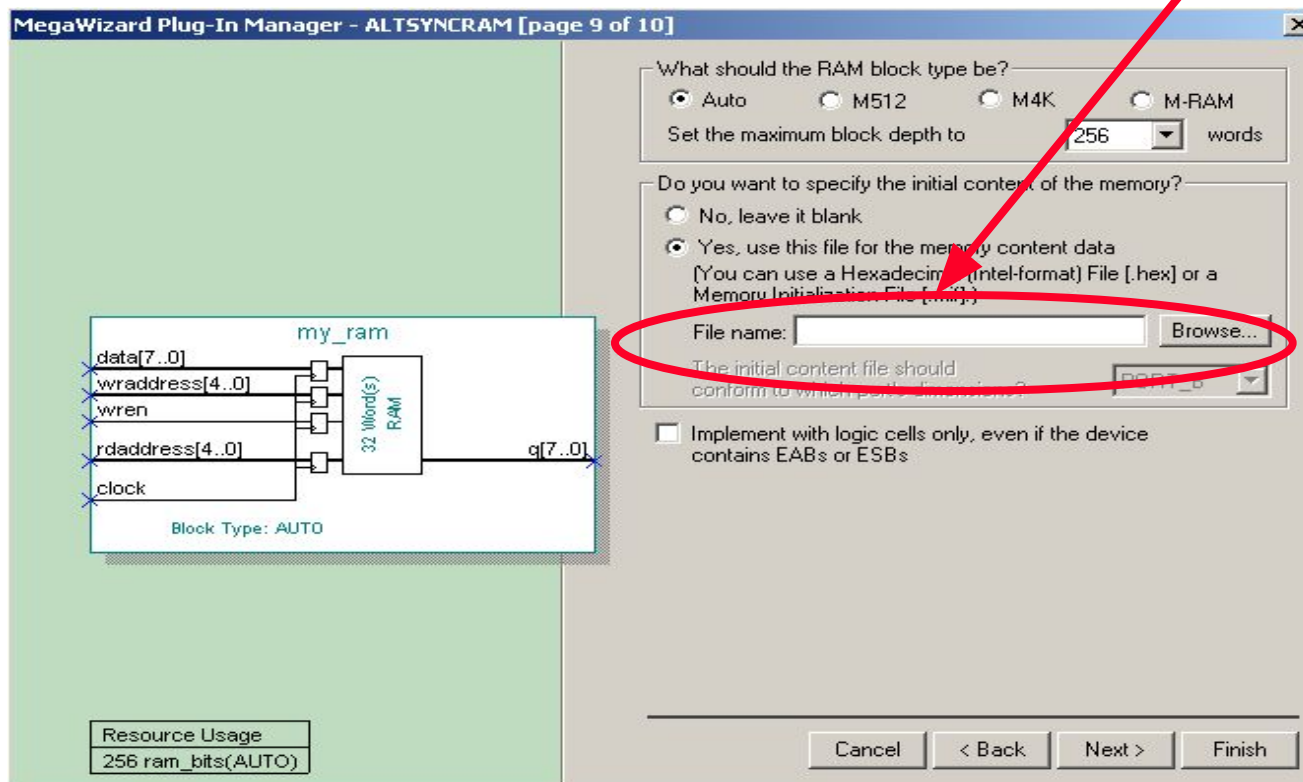 MegaWizard Plug-In Manager - ALTSYNCRAM [page 9 of 10]
What should the RAM block type be?
Auto M512 M4K M-RAM
Set the maximum block depth to 256 words
Do you want to specify the initial content of the memory?
No, leave it blank
Yes, use this file for the memory content data
(You can use a Hexadecimal (Intel-format) File [.hex] or a
Memory Initialization File [.mif].)
File name: Browse...
The initial content file should
conform to which port's dimensions? PORT_B
Implement with logic cells only, even if the device
contains EABs or ESBs
my_ram
data[7..0]
wraddress[4..0]
wren
rdaddress[4..0]
clock
32 Word(s)
RAM
q[7..0]
Block Type: AUTO
Resource Usage
256 ram_bits(AUTO)
Cancel < Back Next > Finish